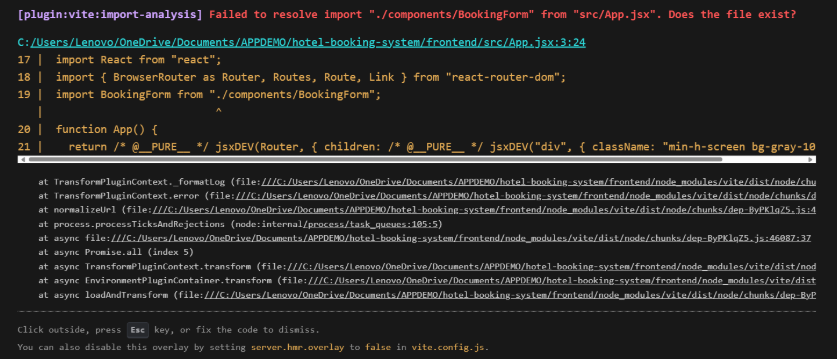 [plugin:vite:import-analysis] Failed to resolve import "./components/BookingForm" from "src/App.jsx". Does the file exist?
C:/Users/Lenovo/OneDrive/Documents/APPDEMO/hotel-booking-system/frontend/src/App.jsx:3:24
17 | import React from "react";
18 | import { BrowserRouter as Router, Routes, Route, Link } from "react-router-dom";
19 | import BookingForm from "./components/BookingForm";
| ^
20 | function App() {
21 | return /* @__PURE__ */ jsxDEV(Router, { children: /* @__PURE__ */ jsxDEV("div", { className: "min-h-screen bg-gray-10
at TransformPluginContext._formatLog (file:///C:/Users/Lenovo/OneDrive/Documents/APPDEMO/hotel-booking-system/frontend/node_modules/vite/dist/node/chu
at TransformPluginContext.error (file:///C:/Users/Lenovo/OneDrive/Documents/APPDEMO/hotel-booking-system/frontend/node_modules/vite/dist/node/chunks/d
at normalizeUrl (file:///C:/Users/Lenovo/OneDrive/Documents/APPDEMO/hotel-booking-system/frontend/node_modules/vite/dist/node/chunks/dep-ByPKlqZ5.js:4
at process.processTicksAndRejections (node:internal/process/task_queues:105:5)
at async file:///C:/Users/Lenovo/OneDrive/Documents/APPDEMO/hotel-booking-system/frontend/node_modules/vite/dist/node/chunks/dep-ByPKlqZ5.js:46087:37
at async Promise.all (index 5)
at async TransformPluginContext.transform (file:///C:/Users/Lenovo/OneDrive/Documents/APPDEMO/hotel-booking-system/frontend/node_modules/vite/dist/nod
at async EnvironmentPluginContainer.transform (file:///C:/Users/Lenovo/OneDrive/Documents/APPDEMO/hotel-booking-system/frontend/node_modules/vite/dist
at async loadAndTransform (file:///C:/Users/Lenovo/OneDrive/Documents/APPDEMO/hotel-booking-system/frontend/node_modules/vite/dist/node/chunks/dep-ByP
Click outside, press Esc key, or fix the code to dismiss.
You can also disable this overlay by setting server.hmr.overlay to false in vite.config.js.